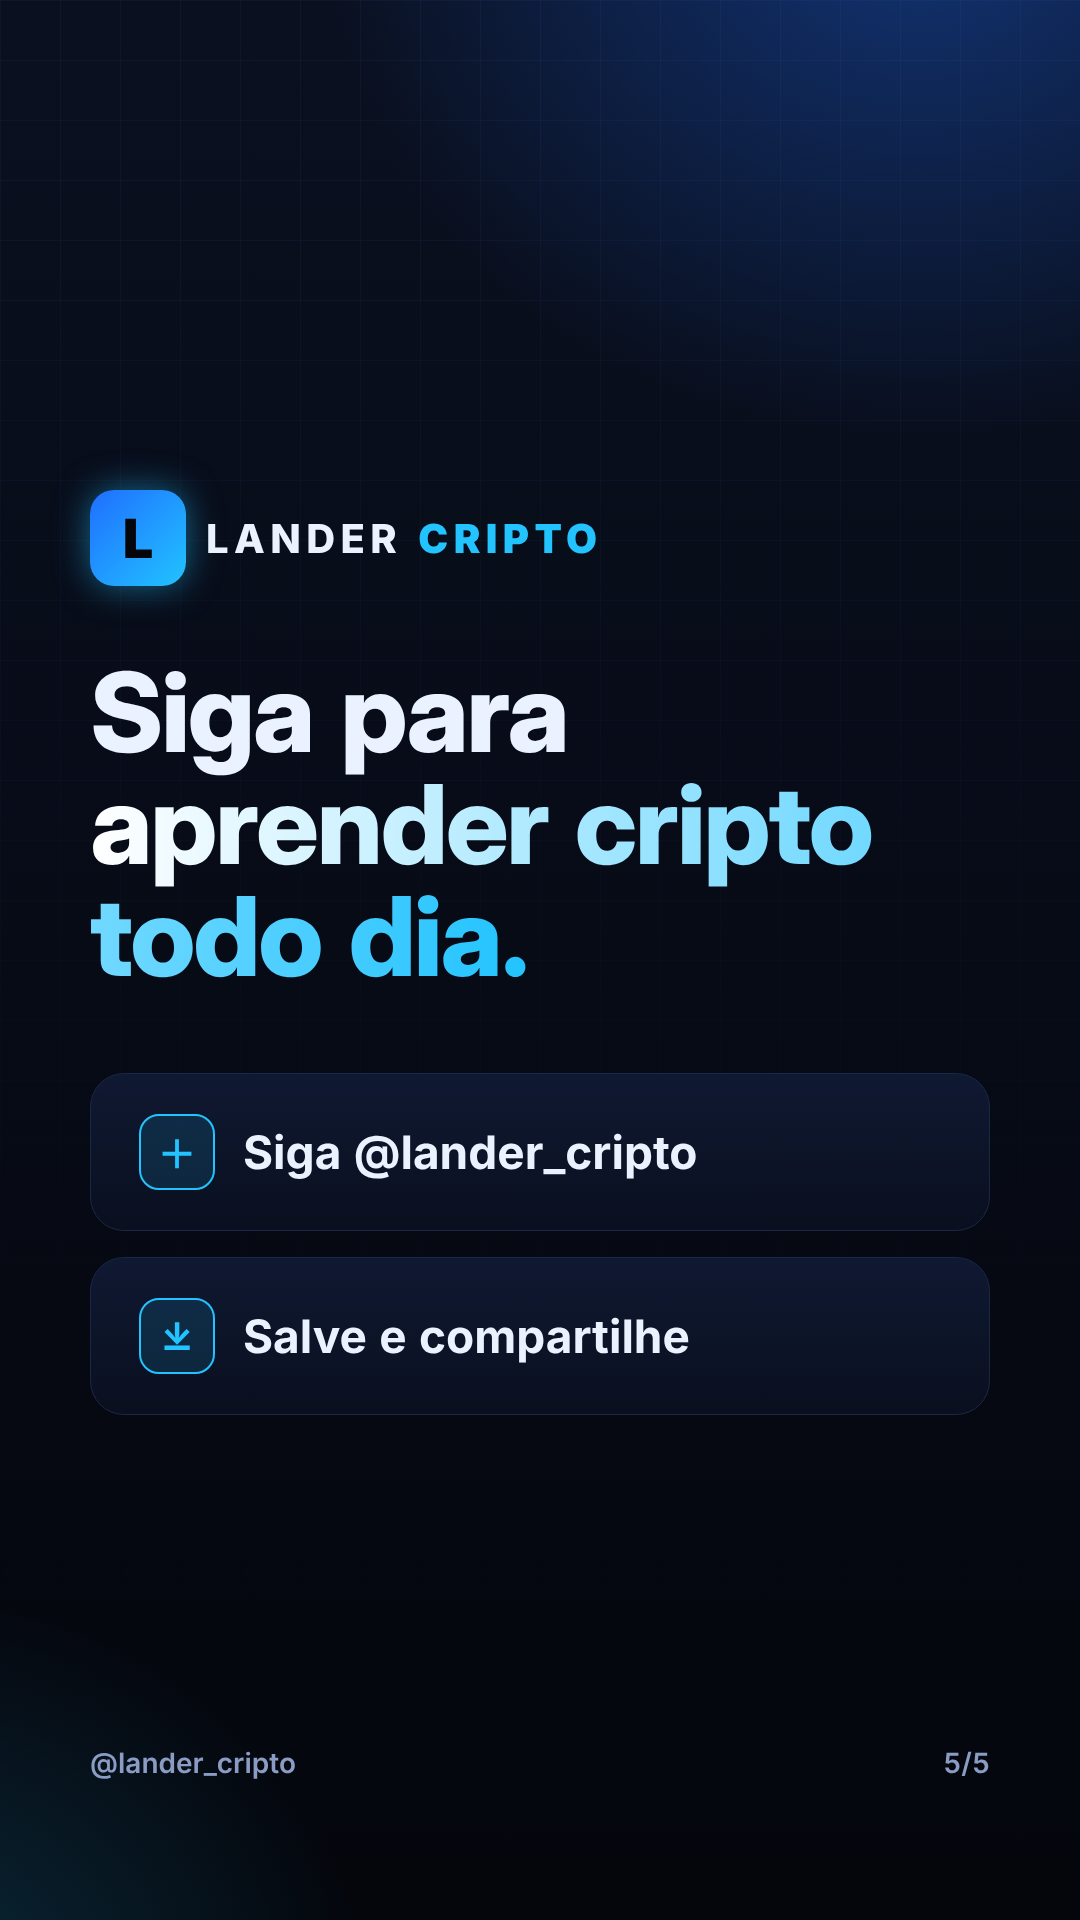 L
LANDER CRIPTO
Siga para
aprender cripto
todo dia.
Siga @lander_cripto
Salve e compartilhe
@lander_cripto
5/5